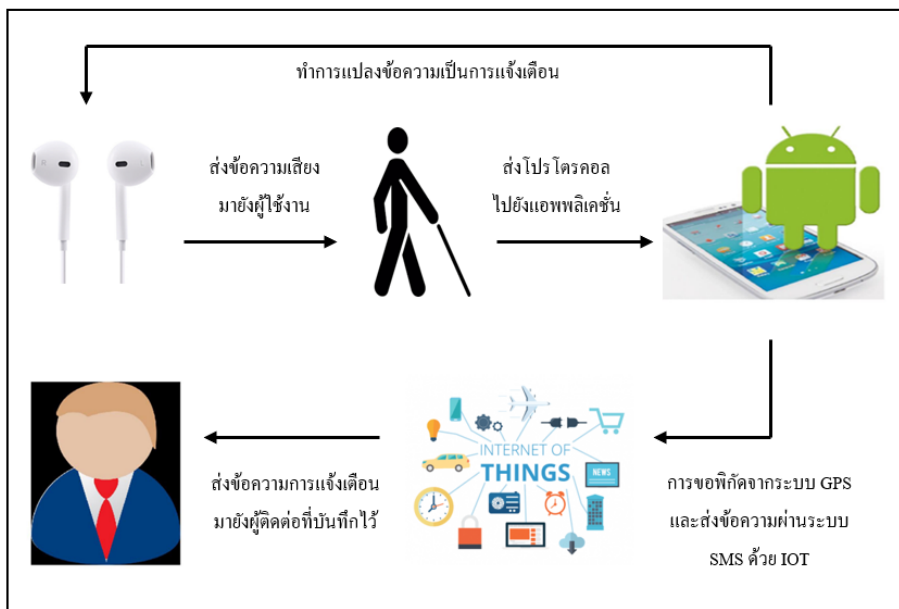 ทำการแปลงข้อความเป็นการแจ้งเตือน
ส่งข้อความเสียง
มายังผู้ใช้งาน
ส่งโปรโตรคอล
ไปยังแอพพลิเคชั่น
INTERNET OF
THINGS
NEWS
ส่งข้อความการแจ้งเตือน
มายังผู้ติดต่อที่บันทึกไว้
การขอพิกัดจากระบบ GPS
และส่งข้อความผ่านระบบ
SMS ด้วย IOT